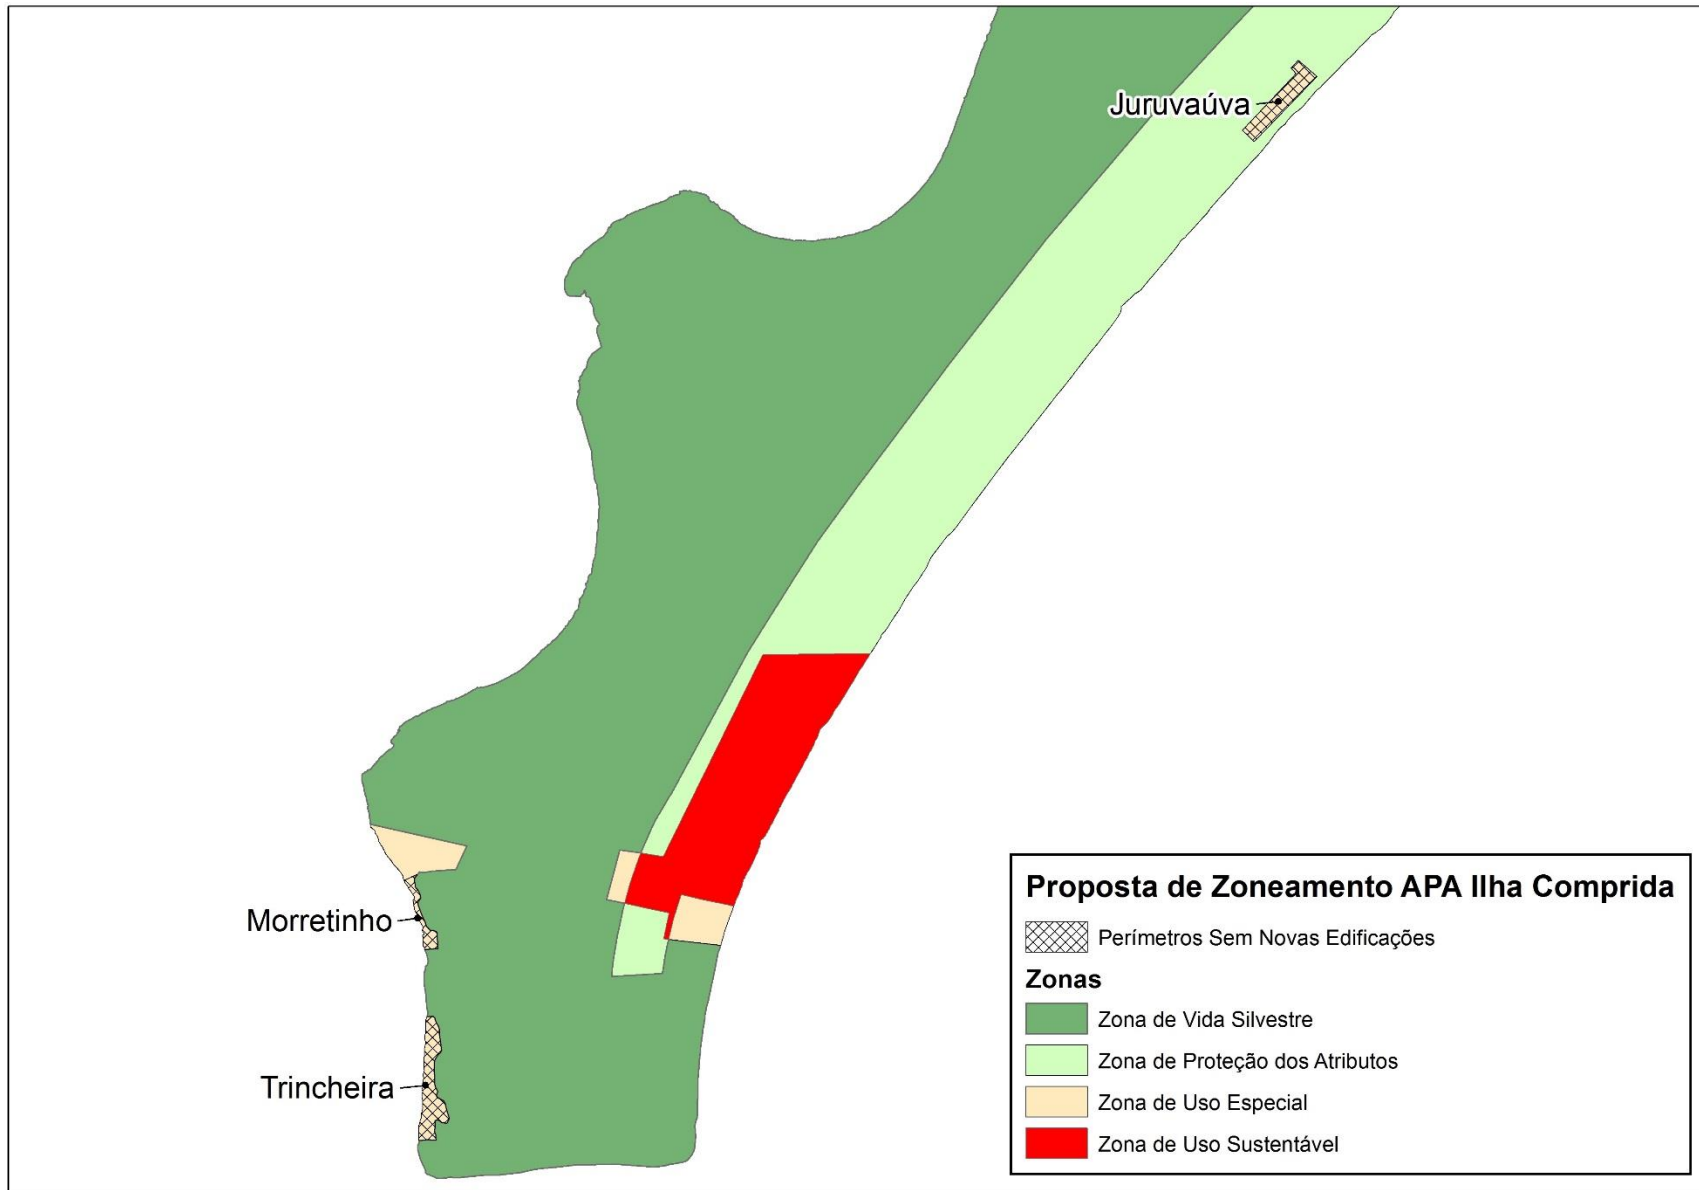 Juruvaúva
Morretinho
Trincheira
Proposta de Zoneamento APA Ilha Comprida
Perímetros Sem Novas Edificações
Zonas
Zona de Vida Silvestre
Zona de Proteção dos Atributos
Zona de Uso Especial
Zona de Uso Sustentável